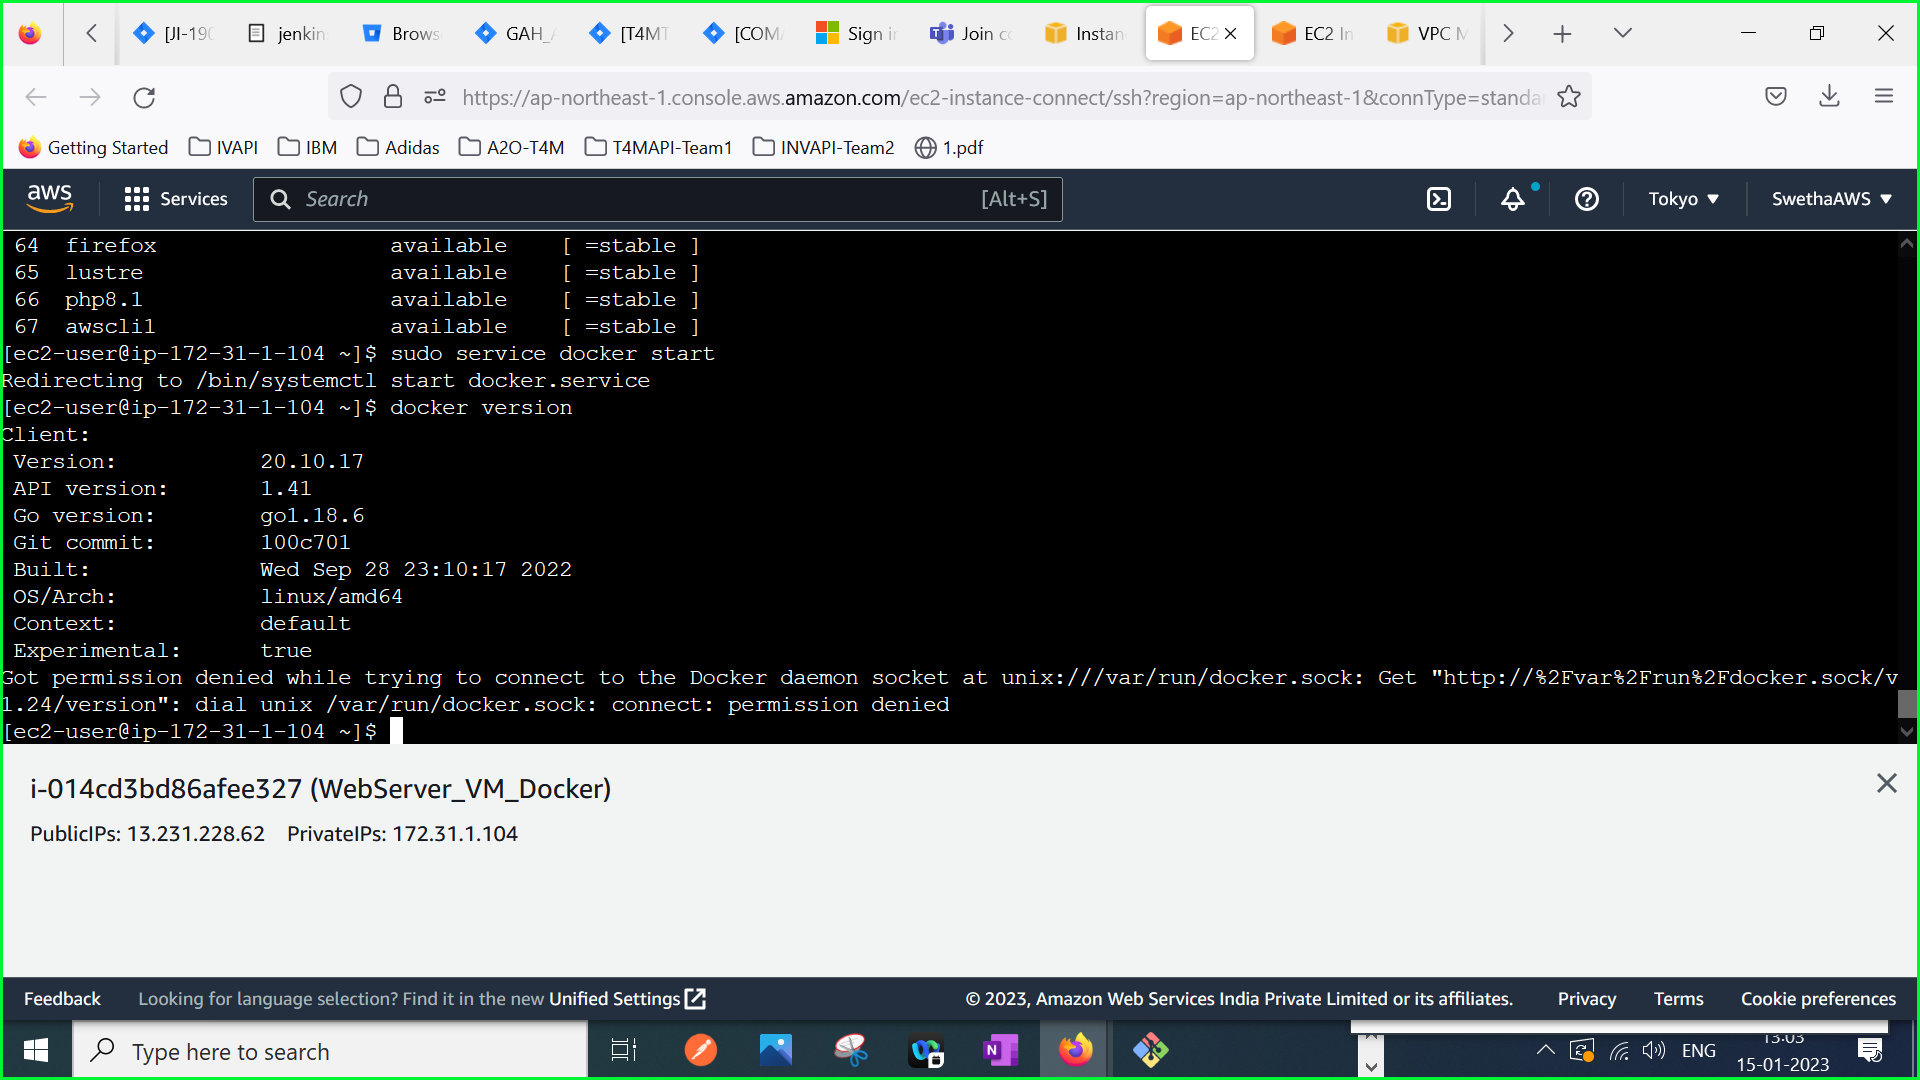 [JI-190
jenkin
Brows
GAH_
[T4MT
[COM
Sign i
Join c
Instan
EC2
EC2 In
VPC M
https://ap-northeast-1.console.aws.amazon.com/ec2-instance-connect/ssh?region=ap-northeast-1&connType=standa
Getting Started IVAPI IBM Adidas A2O-T4M T4MAPI-Team1 INVAPI-Team2 1.pdf
aws Services Search [Alt+S] Tokyo SwethaAWS
64 firefox available [ =stable ]
65 lustre available [ =stable ]
66 php8.1 available [ =stable ]
67 awscli1 available [ =stable ]
[ec2-user@ip-172-31-1-104 ~]$ sudo service docker start
Redirecting to /bin/systemctl start docker.service
[ec2-user@ip-172-31-1-104 ~]$ docker version
Client:
Version: 20.10.17
API version: 1.41
Go version: go1.18.6
Git commit: 100c701
Built: Wed Sep 28 23:10:17 2022
OS/Arch: linux/amd64
Context: default
Experimental: true
Got permission denied while trying to connect to the Docker daemon socket at unix:///var/run/docker.sock: Get "http://%2Fvar%2Frun%2Fdocker.sock/v
1.24/version": dial unix /var/run/docker.sock: connect: permission denied
[ec2-user@ip-172-31-1-104 ~]$
i-014cd3bd86afee327 (WebServer_VM_Docker)
PublicIPs: 13.231.228.62 PrivateIPs: 172.31.1.104
Feedback Looking for language selection? Find it in the new Unified Settings © 2023, Amazon Web Services India Private Limited or its affiliates. Privacy Terms Cookie preferences
Type here to search
ENG
13:03
15-01-2023